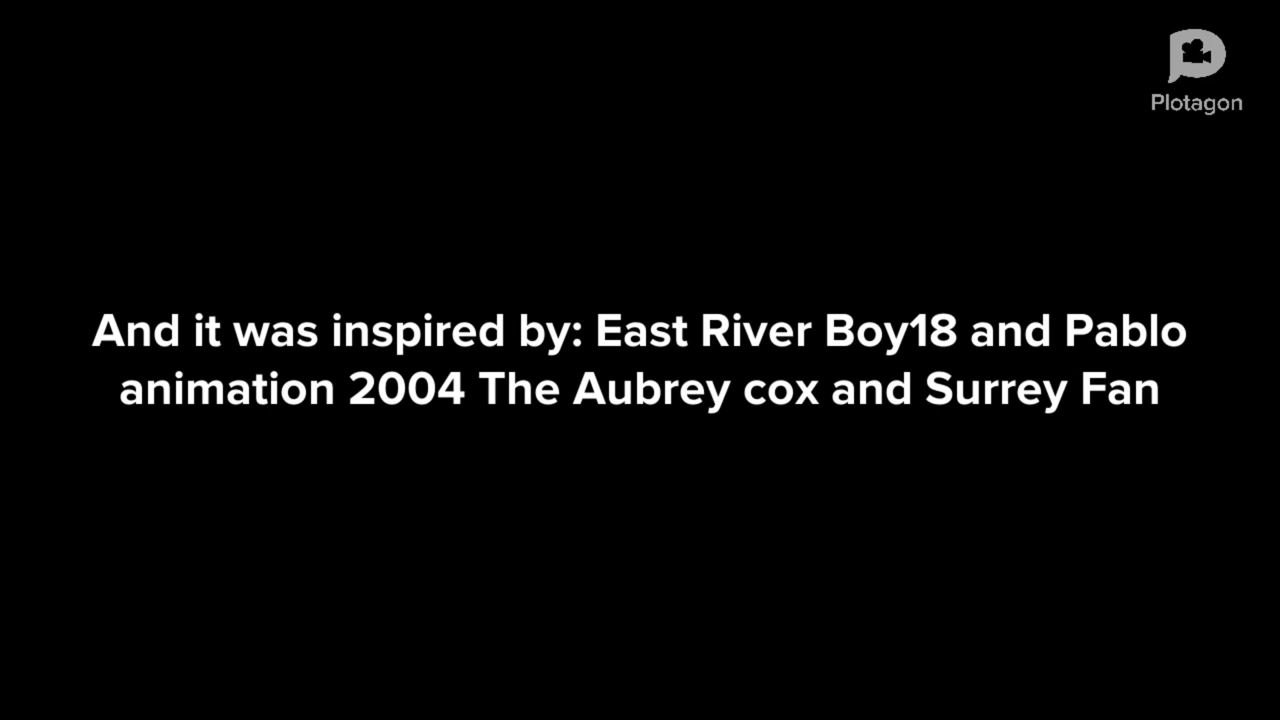 Plotagon
And it was inspired by: East River Boy18 and Pablo
animation 2004 The Aubrey cox and Surrey Fan